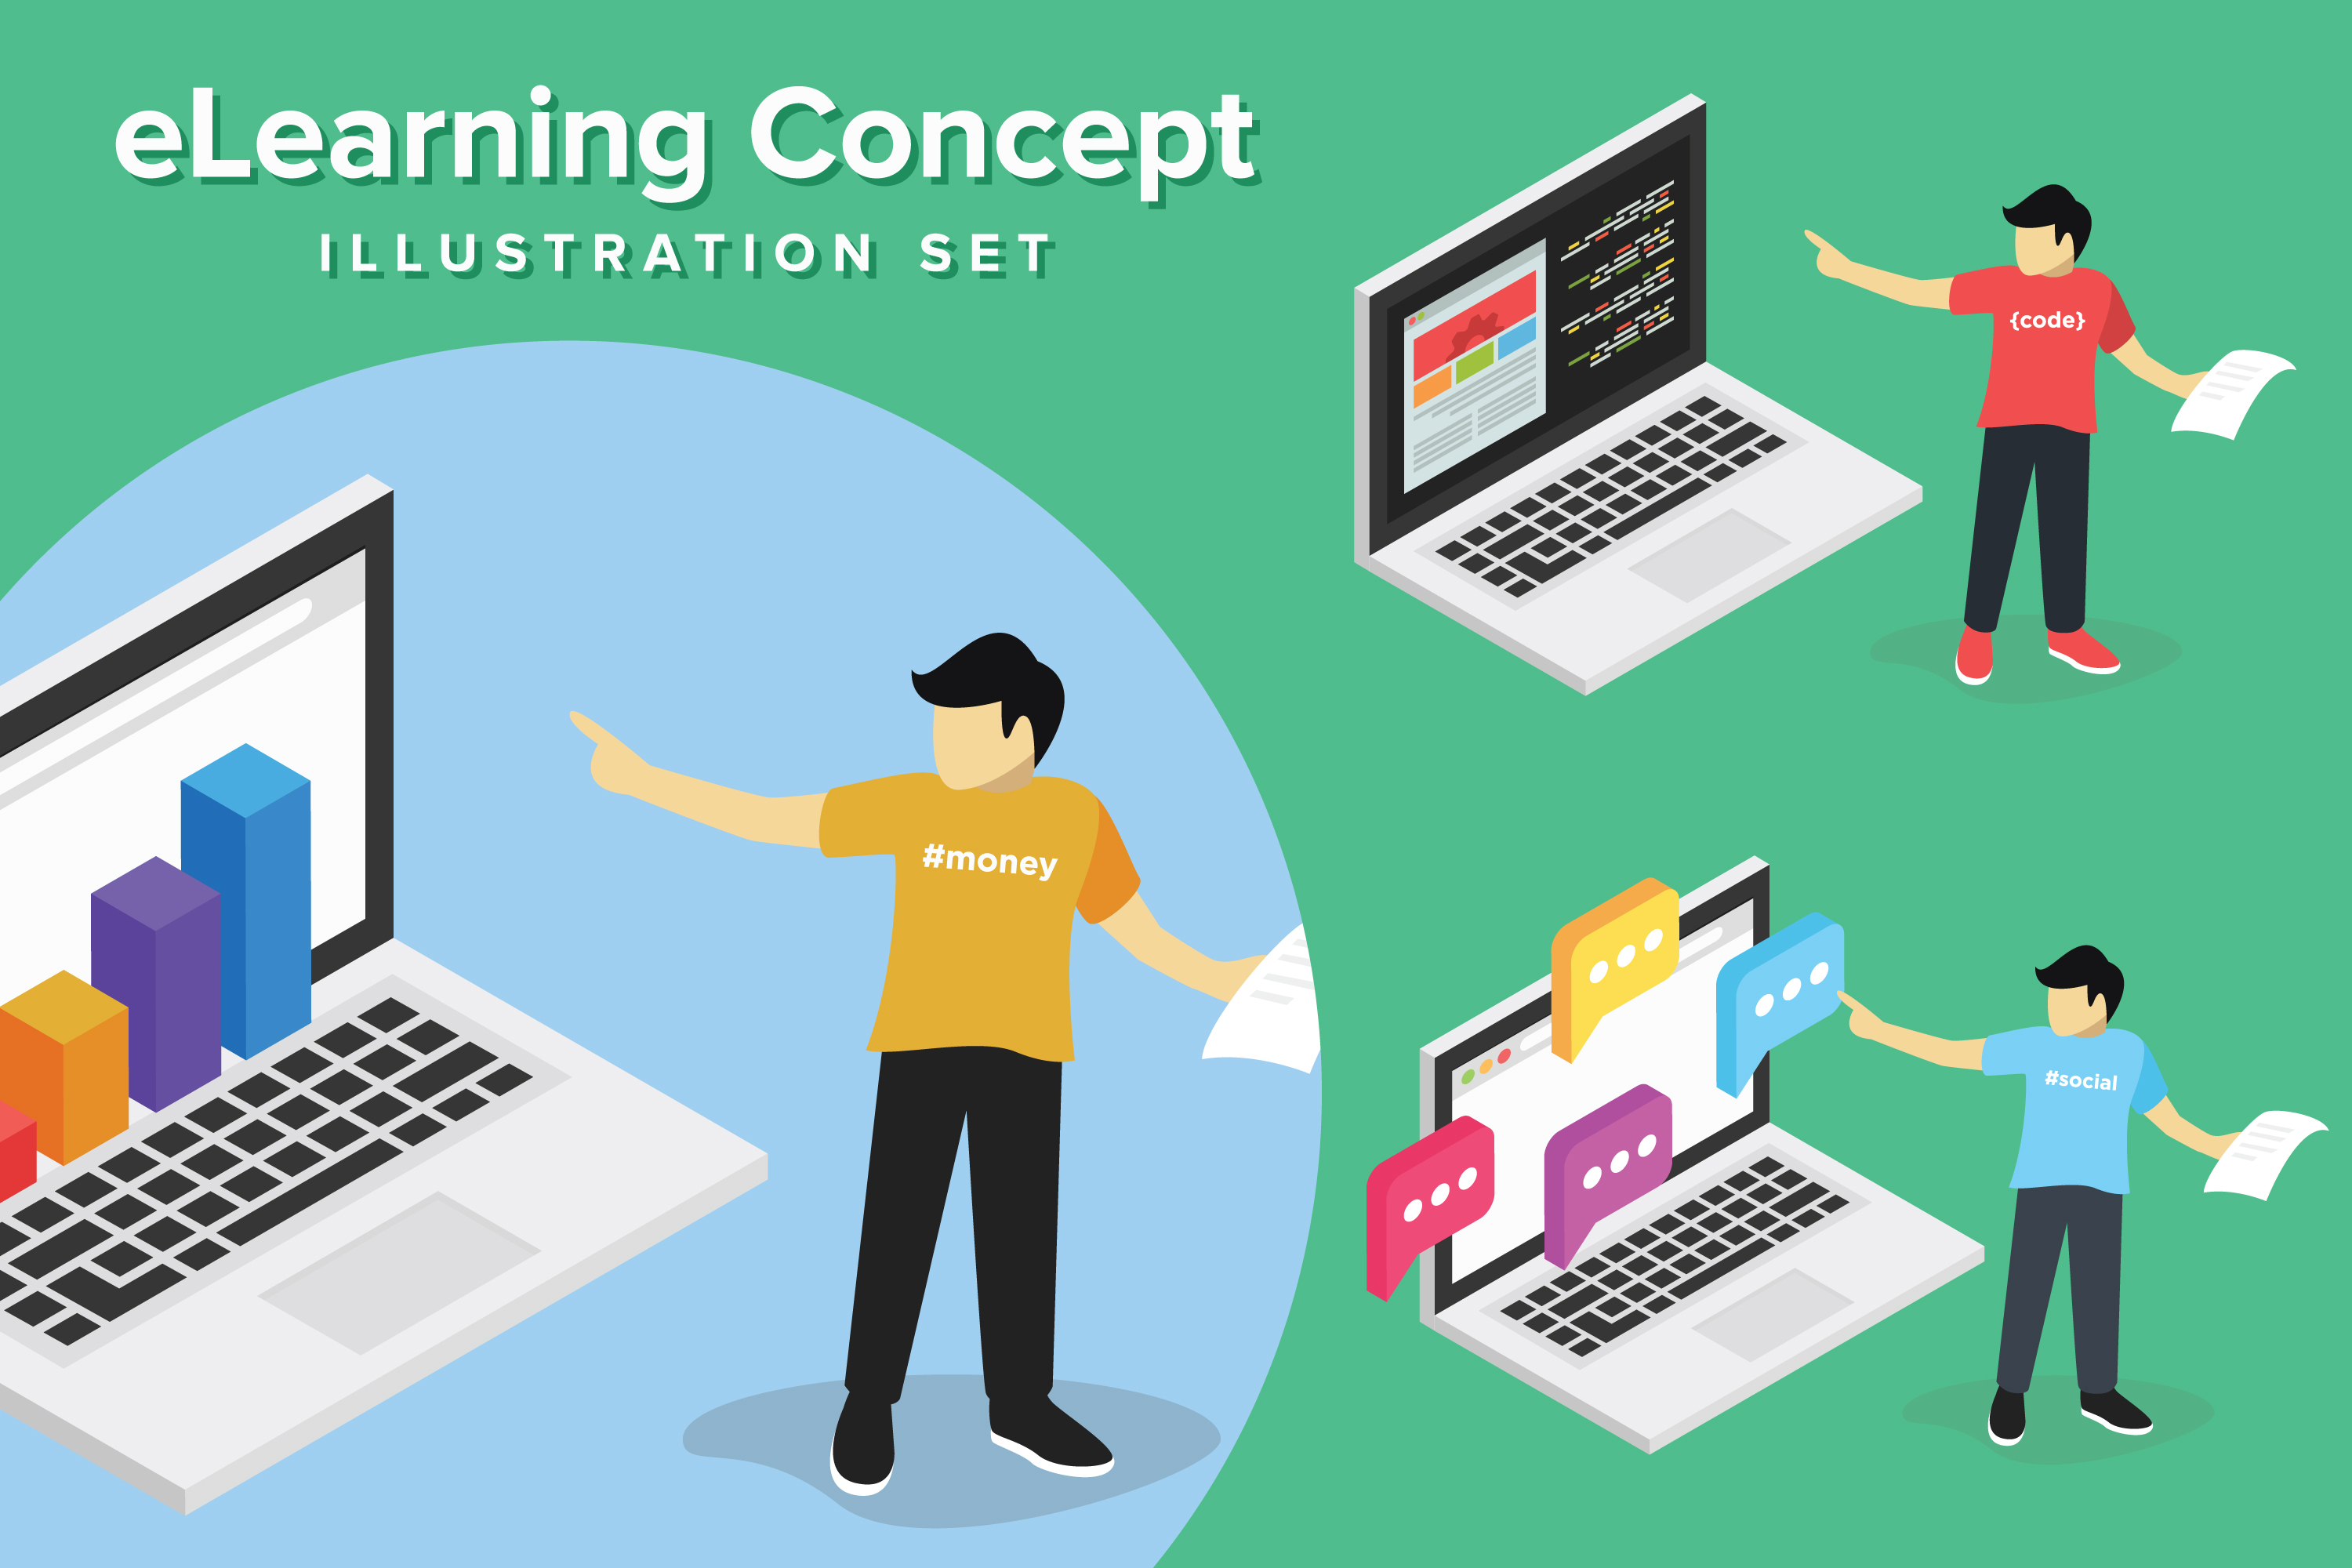 eLearning Concept
ILLUSTRATION SET
{code}
#money
#social